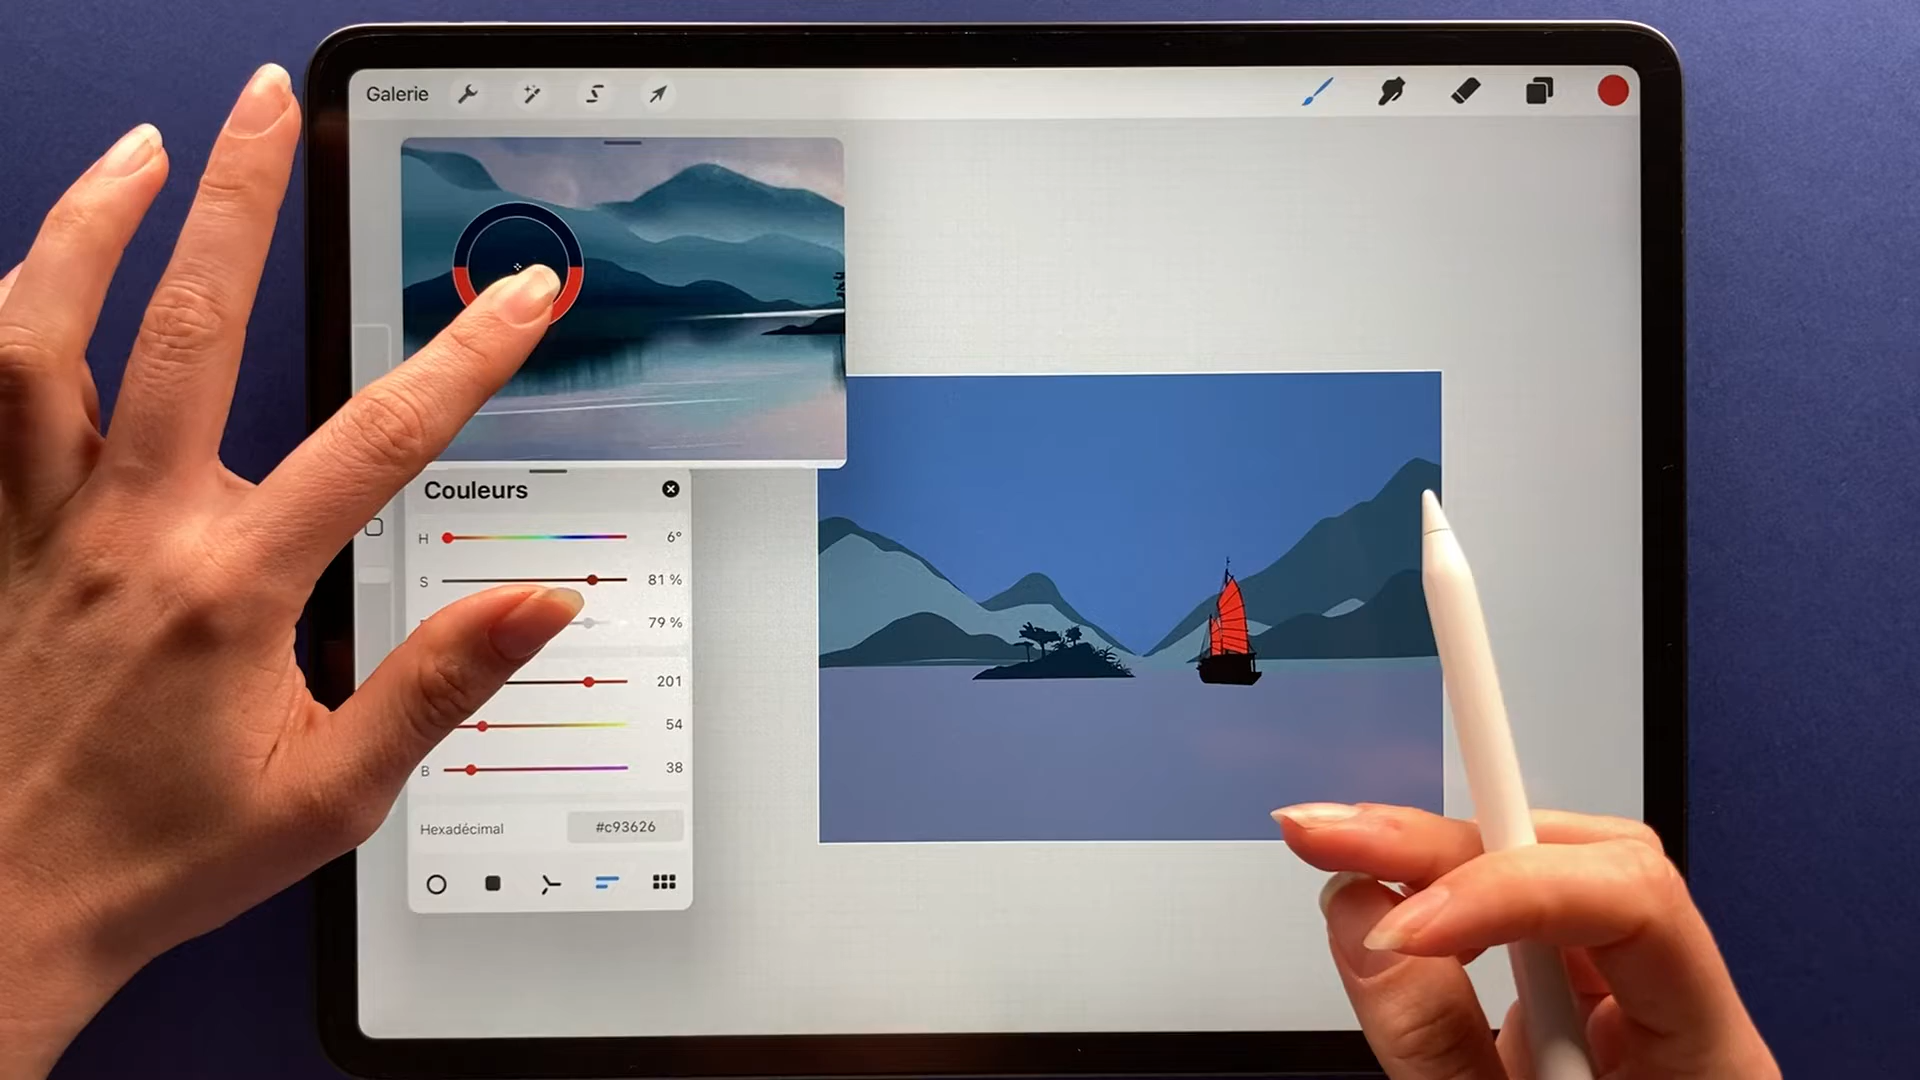 Galerie
Couleurs
H 6°
S 81 %
79 %
201
54
B 38
Hexadécimal #c93626